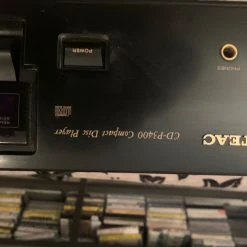 TEAC
PHONES
CD-P3400 Compact Disc Player
POWER